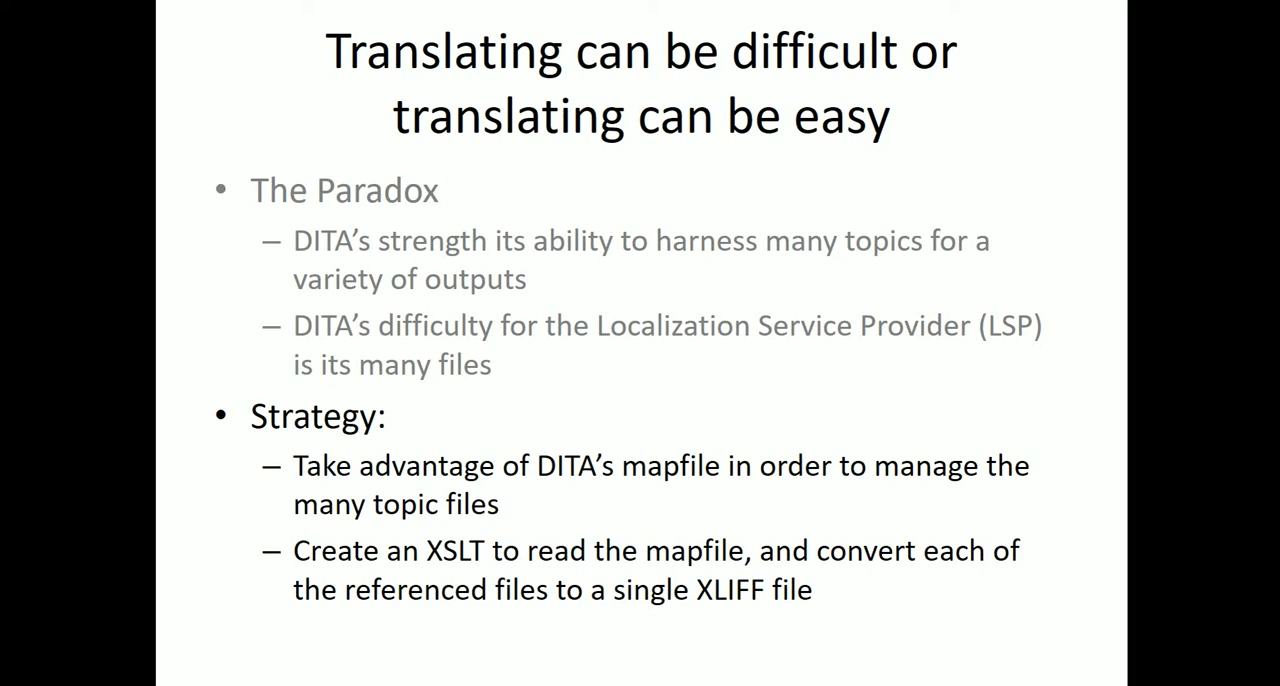 Translating can be difficult or
translating can be easy
• The Paradox
– DITA’s strength its ability to harness many topics for a
variety of outputs
– DITA’s difficulty for the Localization Service Provider (LSP)
is its many files
• Strategy:
– Take advantage of DITA’s mapfile in order to manage the
many topic files
– Create an XSLT to read the mapfile, and convert each of
the referenced files to a single XLIFF file